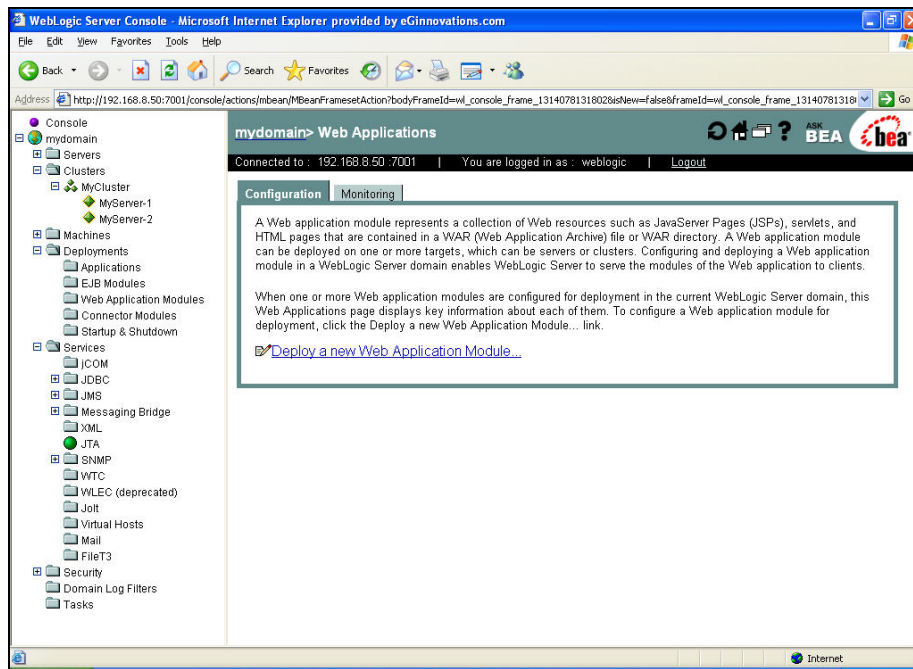 WebLogic Server Console - Microsoft Internet Explorer provided by eGinnovations.com
File Edit View Favorites Tools Help
Back Search Favorites
Address http://192.168.8.50:7001/console/actions/mbean/MBeanFramesetAction?bodyFrameId=wl_console_frame_1314078131802&isNew=false&frameId=wl_console_frame_13140781318 Go
Console
mydomain
Servers
Clusters
MyCluster
MyServer-1
MyServer-2
Machines
Deployments
Applications
EJB Modules
Web Application Modules
Connector Modules
Startup & Shutdown
Services
jCOM
JDBC
JMS
Messaging Bridge
XML
JTA
SNMP
WTC
WLEC (deprecated)
Jolt
Virtual Hosts
Mail
FileT3
Security
Domain Log Filters
Tasks
mydomain> Web Applications
? ASK BEA bea
Connected to : 192.168.8.50 :7001 | You are logged in as : weblogic | Logout
Configuration Monitoring
A Web application module represents a collection of Web resources such as JavaServer Pages (JSPs), servlets, and
HTML pages that are contained in a WAR (Web Application Archive) file or WAR directory. A Web application module
can be deployed on one or more targets, which can be servers or clusters. Configuring and deploying a Web application
module in a WebLogic Server domain enables WebLogic Server to serve the modules of the Web application to clients.
When one or more Web application modules are configured for deployment in the current WebLogic Server domain, this
Web Applications page displays key information about each of them. To configure a Web application module for
deployment, click the Deploy a new Web Application Module... link.
Deploy a new Web Application Module...
Internet